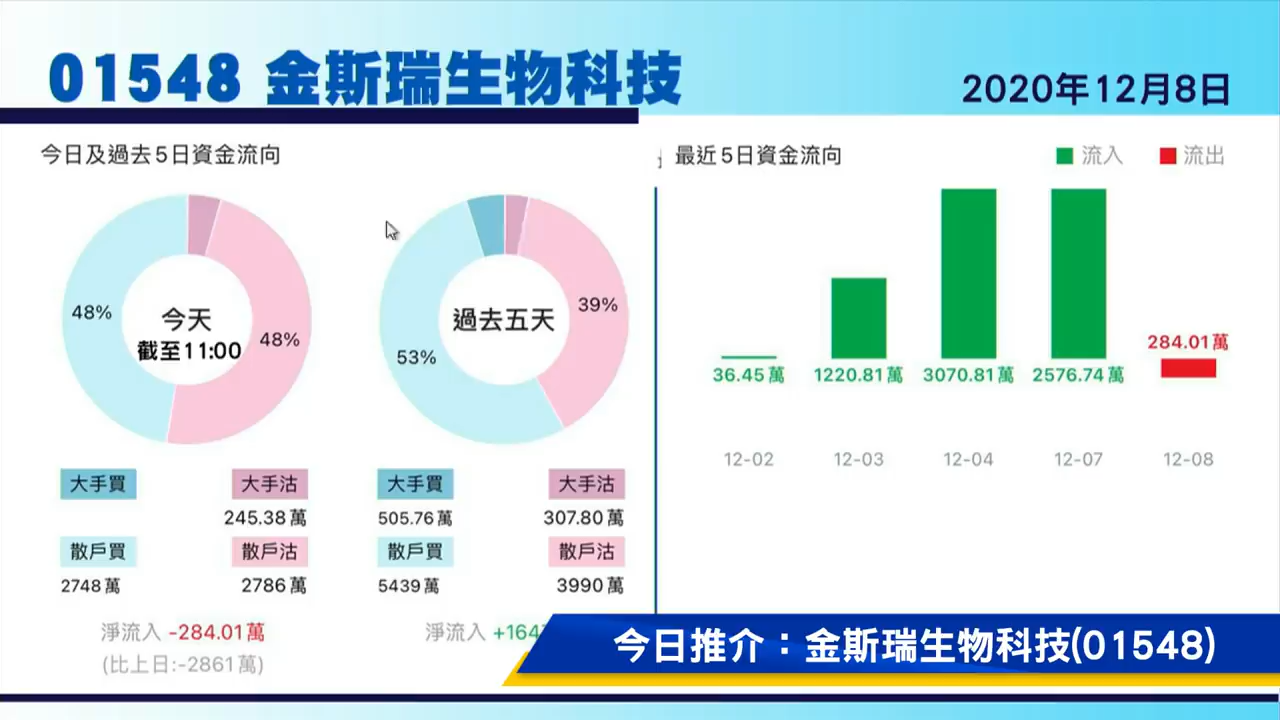 01548 金斯瑞生物科技
2020年12月8日
今日及過去5日資金流向
48%
48%
今天
截至11:00
39%
53%
過去五天
大手買
大手沽
245.38萬
散戶買
散戶沽
2748萬
2786萬
淨流入 -284.01萬
(比上日:-2861萬)
大手買
大手沽
505.76萬
307.80萬
散戶買
散戶沽
5439萬
3990萬
淨流入 +164
最近5日資金流向
流入
流出
36.45萬
1220.81萬
3070.81萬
2576.74萬
284.01萬
12-02
12-03
12-04
12-07
12-08
今日推介：金斯瑞生物科技(01548)